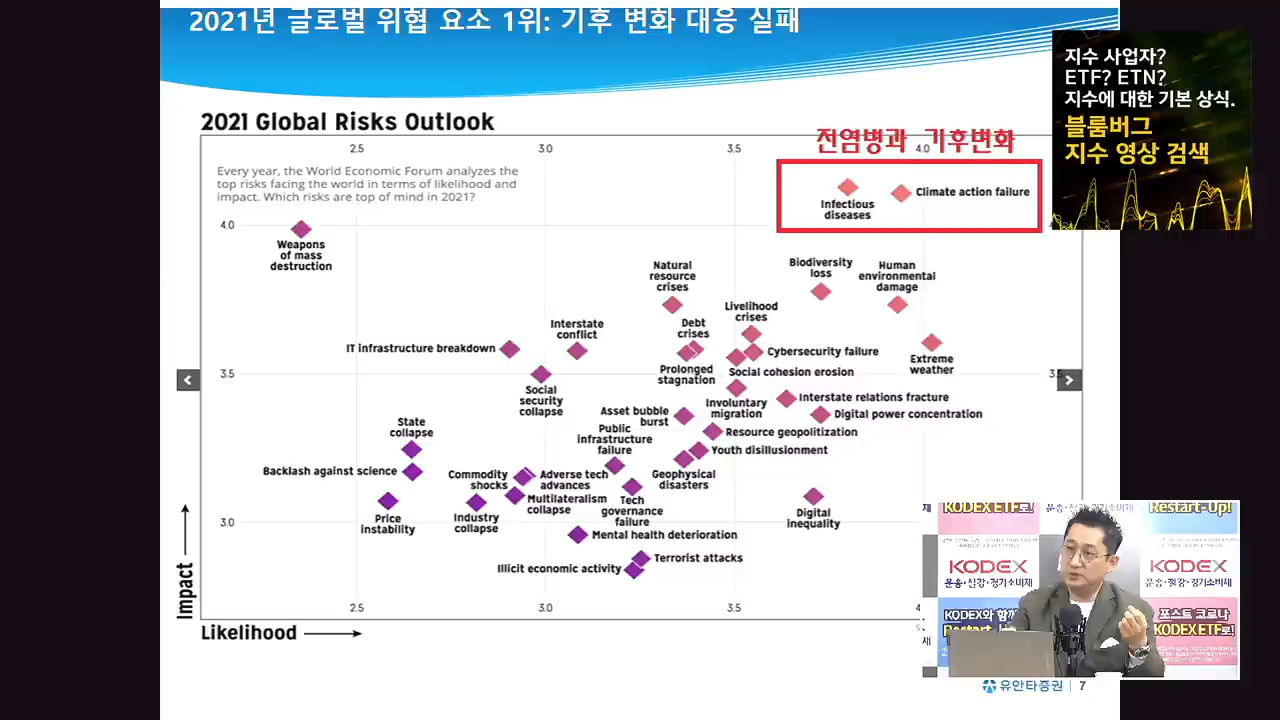 2021년 글로벌 위협 요소 1위: 기후 변화 대응 실패
지수 사업자?
ETF? ETN?
지수에 대한 기본 상식.
블룸버그
지수 영상 검색
2021 Global Risks Outlook
전염병과 기후변화
2.5
3.0
3.5
4.0
Every year, the World Economic Forum analyzes the
top risks facing the world in terms of likelihood and
impact. Which risks are top of mind in 2021?
Infectious
diseases
Climate action failure
4.0
Weapons
of mass
destruction
Natural
resource
crises
Biodiversity
loss
Human
environmental
damage
Livelihood
crises
Interstate
conflict
Debt
crises
IT infrastructure breakdown
Cybersecurity failure
Prolonged
stagnation
Social cohesion erosion
Extreme
weather
3.5
3.5
Social
security
collapse
Involuntary
migration
Interstate relations fracture
Asset bubble
burst
Digital power concentration
State
collapse
Public
infrastructure
failure
Resource geopolitization
Youth disillusionment
Backlash against science
Commodity
shocks
Adverse tech
advances
Geophysical
disasters
Multilateralism
collapse
Tech
governance
failure
Price
instability
Industry
collapse
Digital
inequality
3.0
Mental health deterioration
Terrorist attacks
Illicit economic activity
Impact
2.5
3.0
3.5
4
Likelihood
KODEX ETF로!
Restart-Up!
KODEX
운송·철강·경기소비재
KODEX
운송·철강·경기소비재
KODEX와 함께
포스트 코로나
KODEX ETF로!
유안타증권 | 7